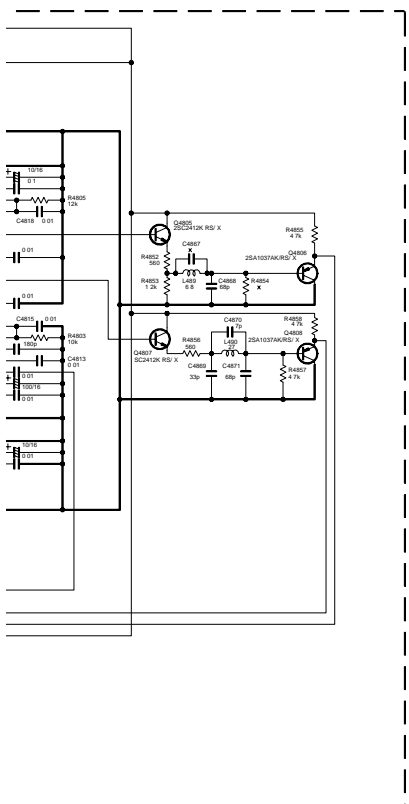 10/16
0 1
R4805
12k
C4818 0 01
0 01
0 01
C4815 0 01
R4803
10k
180p
C4813
0 01
0 01
100/16
0 01
10/16
0 01
Q4805
2SC2412K RS/ X
C4867
x
R4852
560
R4853
1 2k
L489
6 8
C4868
68p
R4854
x
R4855
4 7k
Q4806
2SA1037AK/RS/ X
C4870
7p
R4858
4 7k
Q4808
2SA1037AK/RS/ X
Q4807
SC2412K RS/ X
R4856
560
L490
27
C4869
33p
C4871
68p
R4857
4 7k